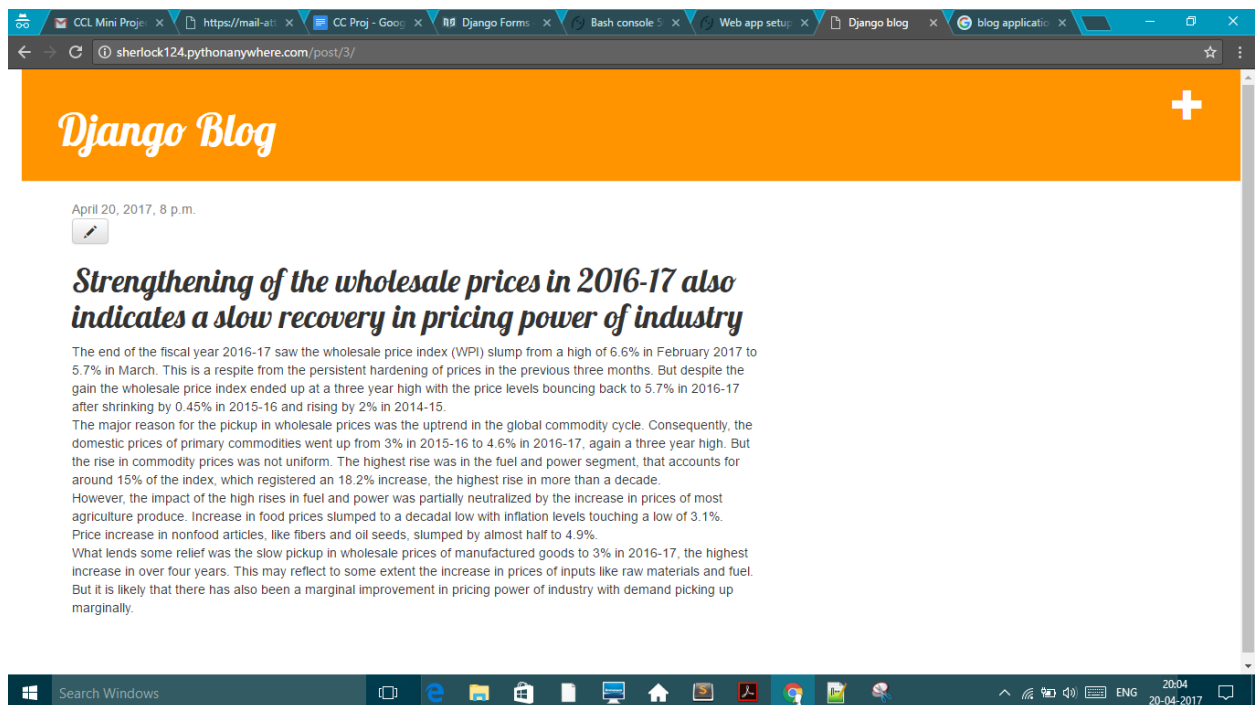 CCL Mini Proje
https://mail-at
CC Proj - Goog
Django Forms
Bash console 5
Web app setup
Django blog
blog applicatio
sherlock124.pythonanywhere.com/post/3/
Django Blog
April 20, 2017, 8 p.m.
Strengthening of the wholesale prices in 2016-17 also
indicates a slow recovery in pricing power of industry
The end of the fiscal year 2016-17 saw the wholesale price index (WPI) slump from a high of 6.6% in February 2017 to
5.7% in March. This is a respite from the persistent hardening of prices in the previous three months. But despite the
gain the wholesale price index ended up at a three year high with the price levels bouncing back to 5.7% in 2016-17
after shrinking by 0.45% in 2015-16 and rising by 2% in 2014-15.
The major reason for the pickup in wholesale prices was the uptrend in the global commodity cycle. Consequently, the
domestic prices of primary commodities went up from 3% in 2015-16 to 4.6% in 2016-17, again a three year high. But
the rise in commodity prices was not uniform. The highest rise was in the fuel and power segment, that accounts for
around 15% of the index, which registered an 18.2% increase, the highest rise in more than a decade.
However, the impact of the high rises in fuel and power was partially neutralized by the increase in prices of most
agriculture produce. Increase in food prices slumped to a decadal low with inflation levels touching a low of 3.1%.
Price increase in nonfood articles, like fibers and oil seeds, slumped by almost half to 4.9%.
What lends some relief was the slow pickup in wholesale prices of manufactured goods to 3% in 2016-17, the highest
increase in over four years. This may reflect to some extent the increase in prices of inputs like raw materials and fuel.
But it is likely that there has also been a marginal improvement in pricing power of industry with demand picking up
marginally.
Search Windows
ENG
20:04
20-04-2017